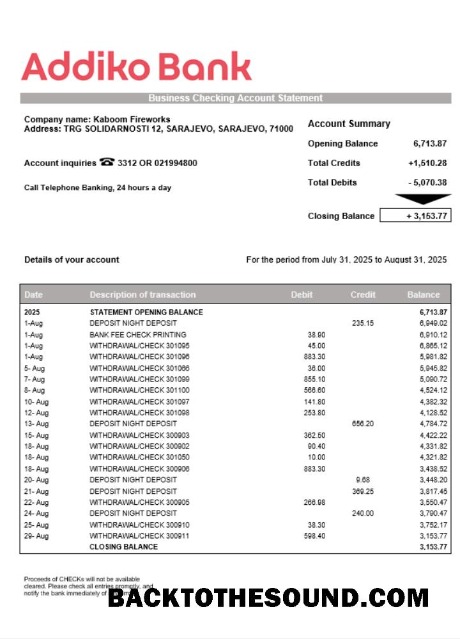 Addiko Bank
Business Checking Account Statement
Company name: Kaboom Fireworks
Address: TRG SOLIDARNOSTI 12, SARAJEVO, SARAJEVO, 71000
Account inquiries ☎ 3312 OR 021994800
Call Telephone Banking, 24 hours a day
Account Summary
Opening Balance 6,713.87
Total Credits +1,510.28
Total Debits - 5,070.38
Closing Balance + 3,153.77
Details of your account For the period from July 31, 2025 to August 31, 2025
Date Description of transaction Debit Credit Balance
2025 STATEMENT OPENING BALANCE 6,713.87
1-Aug DEPOSIT NIGHT DEPOSIT 235.15 6,949.02
1-Aug BANK FEE CHECK PRINTING 38.90 6,910.12
1-Aug WITHDRAWAL/CHECK 301095 45.00 6,865.12
1-Aug WITHDRAWAL/CHECK 301096 883.30 5,981.82
5- Aug WITHDRAWAL/CHECK 301066 36.00 5,945.82
7- Aug WITHDRAWAL/CHECK 301099 855.10 5,090.72
8- Aug WITHDRAWAL/CHECK 301100 566.60 4,524.12
10- Aug WITHDRAWAL/CHECK 301097 141.80 4,382.32
12- Aug WITHDRAWAL/CHECK 301098 253.80 4,128.52
13- Aug DEPOSIT NIGHT DEPOSIT 656.20 4,784.72
15- Aug WITHDRAWAL/CHECK 300903 362.50 4,422.22
18- Aug WITHDRAWAL/CHECK 300902 90.40 4,331.82
18- Aug WITHDRAWAL/CHECK 301050 10.00 4,321.82
18- Aug WITHDRAWAL/CHECK 300906 883.30 3,438.52
20- Aug DEPOSIT NIGHT DEPOSIT 9.68 3,448.20
21- Aug DEPOSIT NIGHT DEPOSIT 369.25 3,817.45
22- Aug WITHDRAWAL/CHECK 300905 266.98 3,550.47
24- Aug DEPOSIT NIGHT DEPOSIT 240.00 3,790.47
25- Aug WITHDRAWAL/CHECK 300910 38.30 3,752.17
29- Aug WITHDRAWAL/CHECK 300911 598.40 3,153.77
CLOSING BALANCE 3,153.77
Proceeds of CHECKs will not be available
cleared. Please check all entries promptly, and
notify the bank immediately of
BACKTOTHESOUND.COM